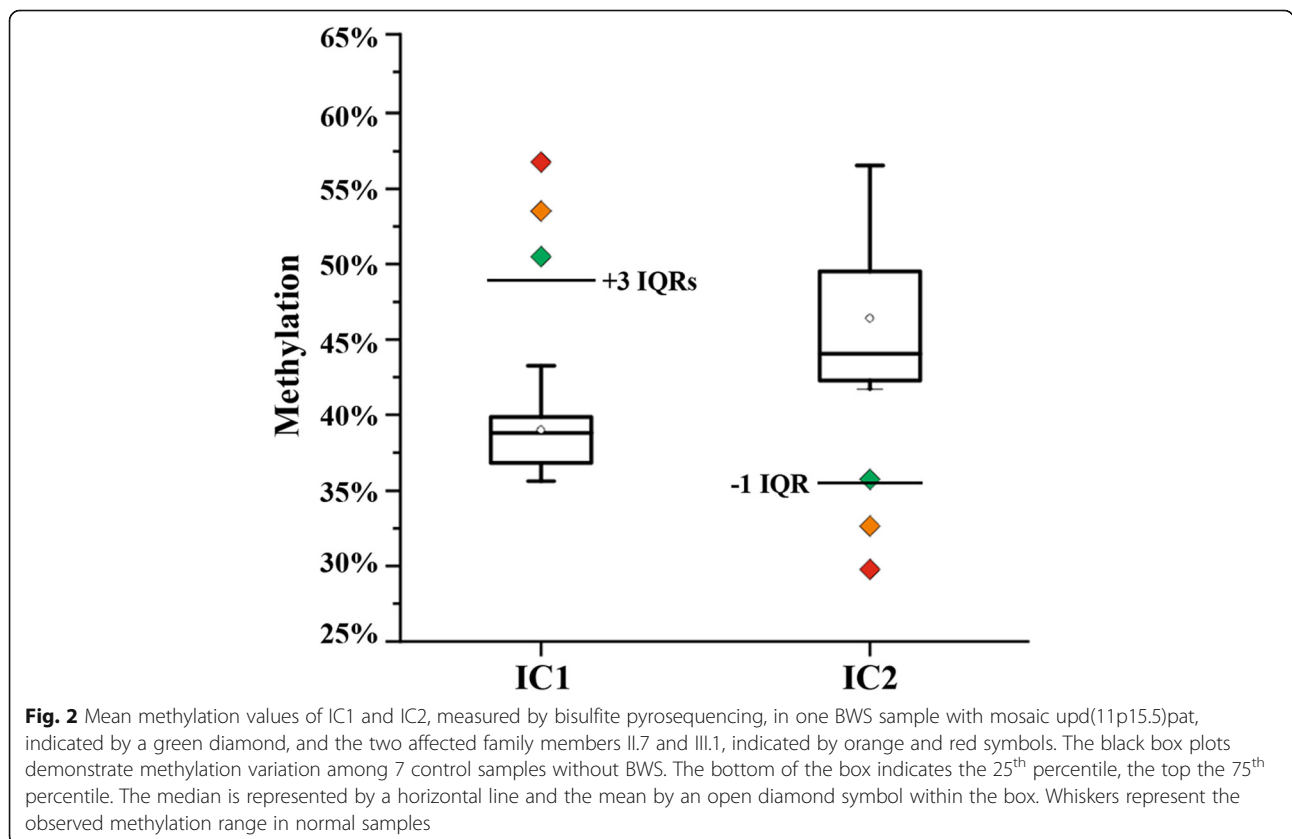 65%
60%
55%
50%
45%
40%
35%
30%
25%
Methylation
+3 IQRs
-1 IQR
IC1 IC2
Fig. 2 Mean methylation values of IC1 and IC2, measured by bisulfite pyrosequencing, in one BWS sample with mosaic upd(11p15.5)pat,
indicated by a green diamond, and the two affected family members II.7 and III.1, indicated by orange and red symbols. The black box plots
demonstrate methylation variation among 7 control samples without BWS. The bottom of the box indicates the 25th percentile, the top the 75th
percentile. The median is represented by a horizontal line and the mean by an open diamond symbol within the box. Whiskers represent the
observed methylation range in normal samples